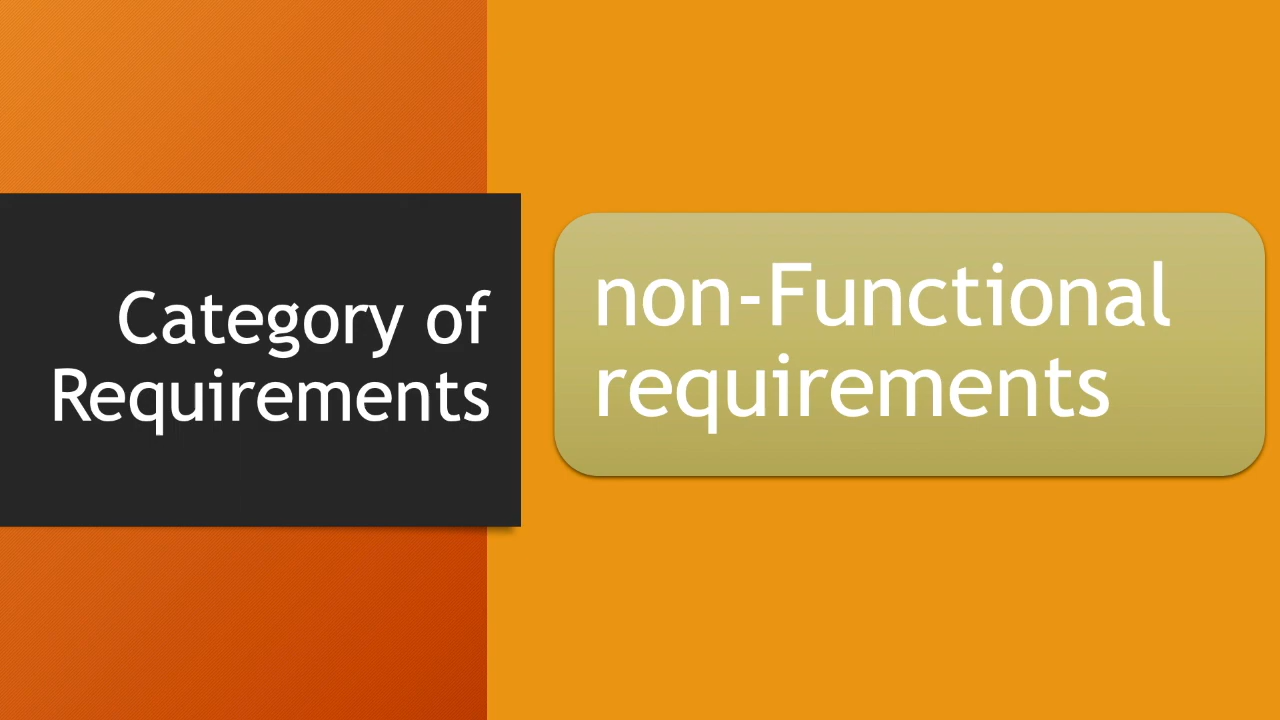 Category of
Requirements
non-Functional
requirements